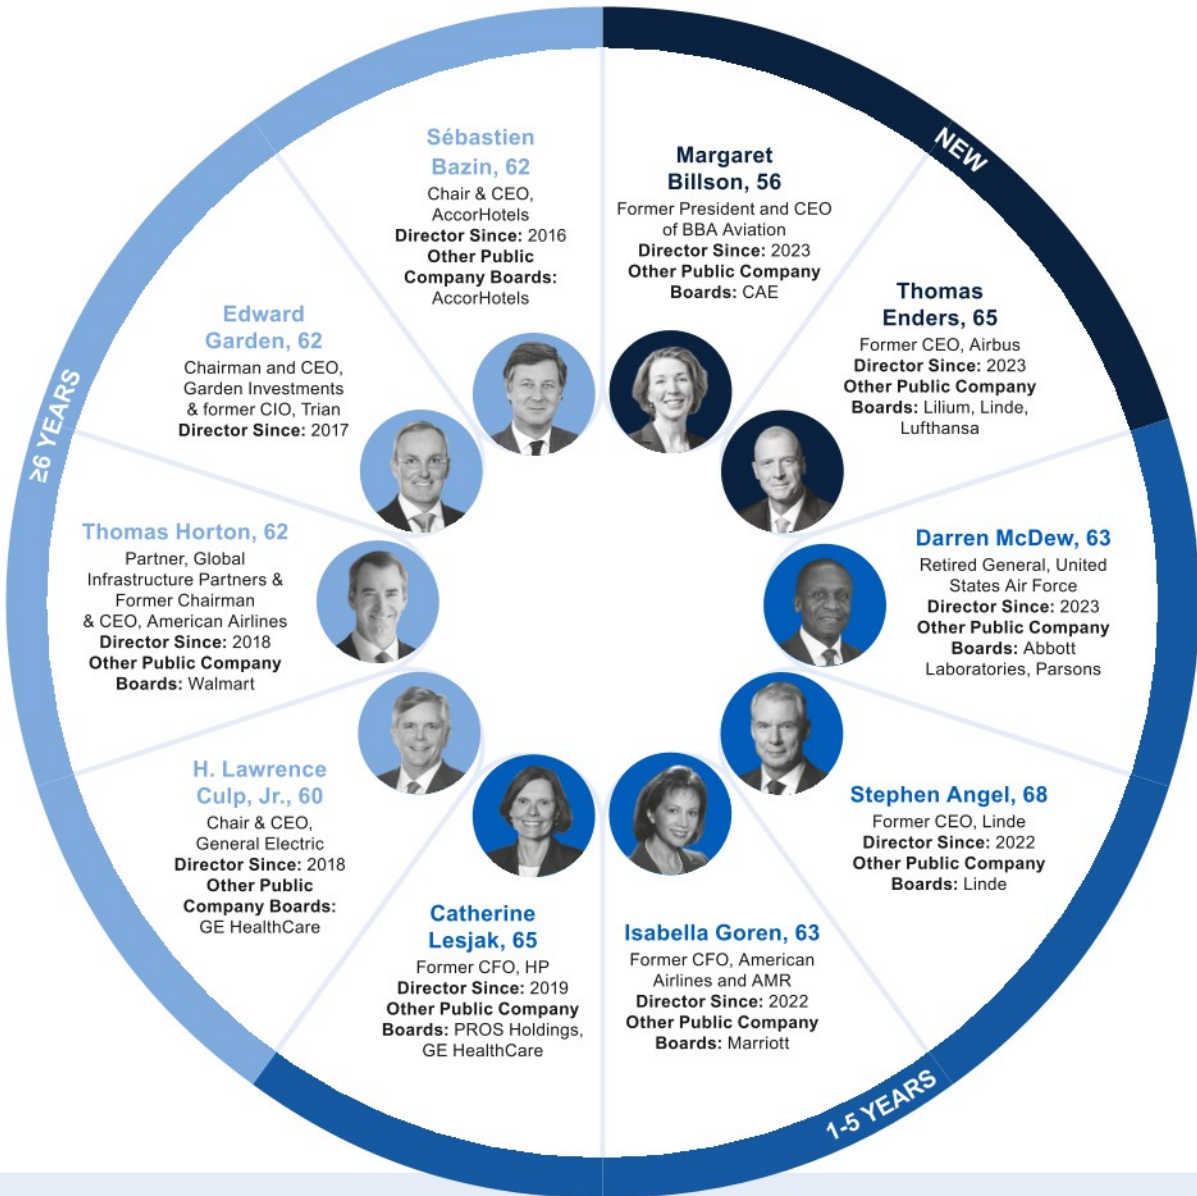 NEW
Sébastien
Bazin, 62
Chair & CEO,
AccorHotels
Director Since: 2016
Other Public
Company Boards:
AccorHotels
Margaret
Billson, 56
Former President and CEO
of BBA Aviation
Director Since: 2023
Other Public Company
Boards: CAE
Thomas
Enders, 65
Former CEO, Airbus
Director Since: 2023
Other Public Company
Boards: Lilium, Linde,
Lufthansa
Darren McDew, 63
Retired General, United
States Air Force
Director Since: 2023
Other Public Company
Boards: Abbott
Laboratories, Parsons
Stephen Angel, 68
Former CEO, Linde
Director Since: 2022
Other Public Company
Boards: Linde
Isabella Goren, 63
Former CFO, American
Airlines and AMR
Director Since: 2022
Other Public Company
Boards: Marriott
1-5 YEARS
Catherine
Lesjak, 65
Former CFO, HP
Director Since: 2019
Other Public Company
Boards: PROS Holdings,
GE HealthCare
H. Lawrence
Culp, Jr., 60
Chair & CEO,
General Electric
Director Since: 2018
Other Public
Company Boards:
GE HealthCare
Thomas Horton, 62
Partner, Global
Infrastructure Partners &
Former Chairman
& CEO, American Airlines
Director Since: 2018
Other Public Company
Boards: Walmart
≥6 YEARS
Edward
Garden, 62
Chairman and CEO,
Garden Investments
& former CIO, Trian
Director Since: 2017